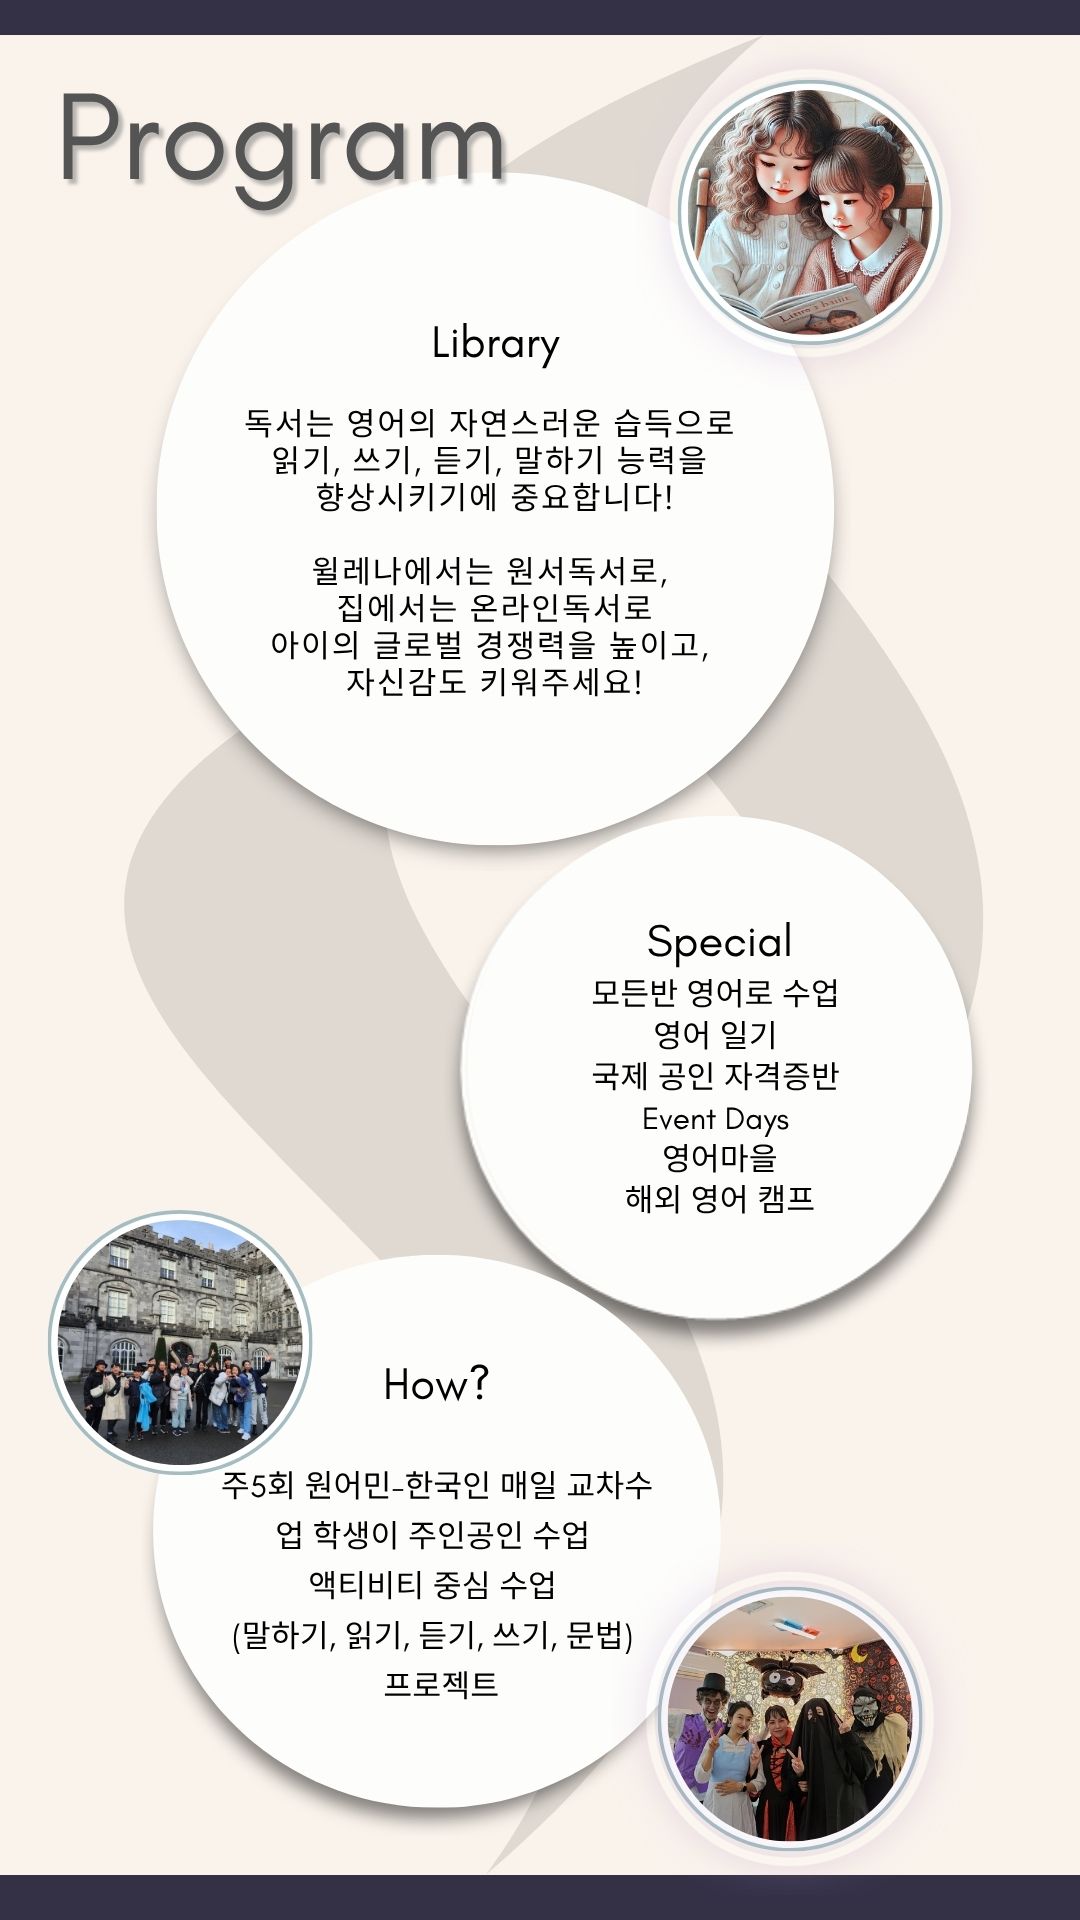 Program
Library
독서는 영어의 자연스러운 습득으로
읽기, 쓰기, 듣기, 말하기 능력을
향상시키기에 중요합니다!
윌레나에서는 원서독서로,
집에서는 온라인독서로
아이의 글로벌 경쟁력을 높이고,
자신감도 키워주세요!
Special
모든반 영어로 수업
영어 일기
국제 공인 자격증반
Event Days
영어마을
해외 영어 캠프
How?
주5회 원어민-한국인 매일 교차수
업 학생이 주인공인 수업
액티비티 중심 수업
(말하기, 읽기, 듣기, 쓰기, 문법)
프로젝트